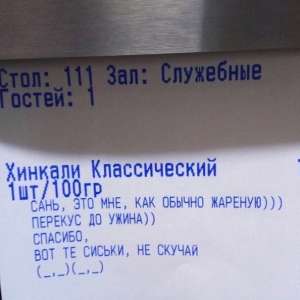 Стол: 111 Зал: Служебные
Гостей: 1
Хинкали Классический
1шт/100гр
САНЬ, ЭТО МНЕ, КАК ОБЫЧНО ЖАРЕНУЮ)))
ПЕРЕКУС ДО УЖИНА))
СПАСИБО,
ВОТ ТЕ СИСЬКИ, НЕ СКУЧАЙ
(_._)(_._)